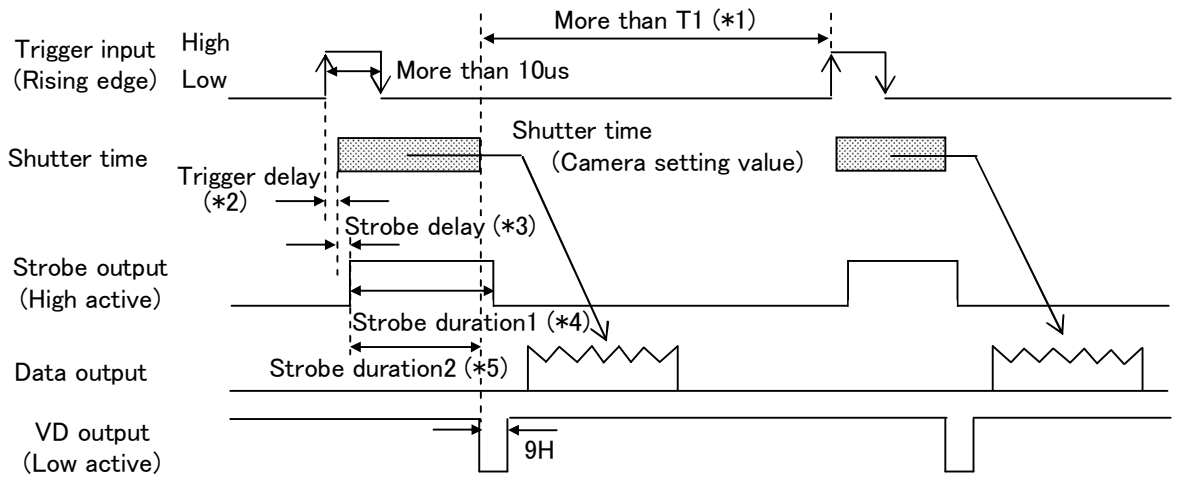 More than T1 (*1)
Trigger input
(Rising edge)
High
Low
More than 10us
Shutter time
Shutter time
(Camera setting value)
Trigger delay
(*2)
Strobe delay (*3)
Strobe output
(High active)
Strobe duration1 (*4)
Strobe duration2 (*5)
Data output
VD output
(Low active)
9H